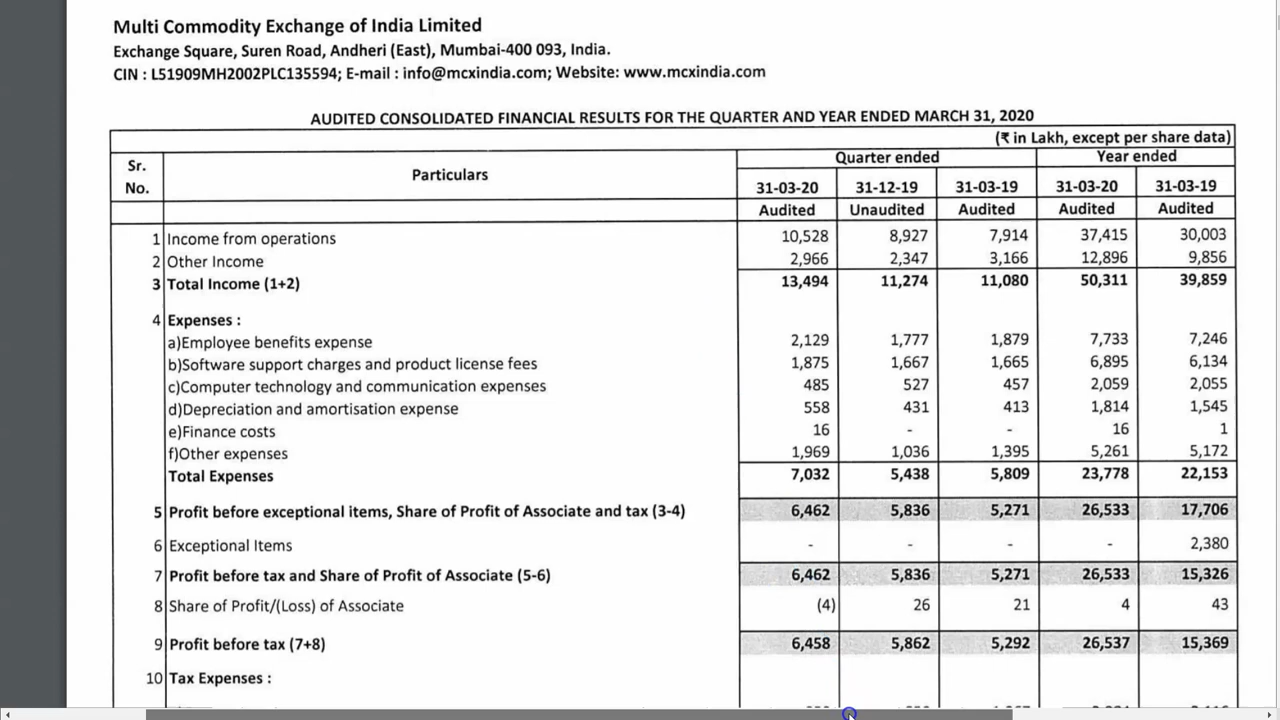 Multi Commodity Exchange of India Limited
Exchange Square, Suren Road, Andheri (East), Mumbai-400 093, India.
CIN : L51909MH2002PLC135594; E-mail : info@mcxindia.com; Website: www.mcxindia.com
AUDITED CONSOLIDATED FINANCIAL RESULTS FOR THE QUARTER AND YEAR ENDED MARCH 31, 2020
(₹ in Lakh, except per share data)
Sr. No. Particulars Quarter ended Year ended
31-03-20 31-12-19 31-03-19 31-03-20 31-03-19
Audited Unaudited Audited Audited Audited
1 Income from operations 10,528 8,927 7,914 37,415 30,003
2 Other Income 2,966 2,347 3,166 12,896 9,856
3 Total Income (1+2) 13,494 11,274 11,080 50,311 39,859
4 Expenses :
a)Employee benefits expense 2,129 1,777 1,879 7,733 7,246
b)Software support charges and product license fees 1,875 1,667 1,665 6,895 6,134
c)Computer technology and communication expenses 485 527 457 2,059 2,055
d)Depreciation and amortisation expense 558 431 413 1,814 1,545
e)Finance costs 16 - - 16 1
f)Other expenses 1,969 1,036 1,395 5,261 5,172
Total Expenses 7,032 5,438 5,809 23,778 22,153
5 Profit before exceptional items, Share of Profit of Associate and tax (3-4) 6,462 5,836 5,271 26,533 17,706
6 Exceptional Items - - - - 2,380
7 Profit before tax and Share of Profit of Associate (5-6) 6,462 5,836 5,271 26,533 15,326
8 Share of Profit/(Loss) of Associate (4) 26 21 4 43
9 Profit before tax (7+8) 6,458 5,862 5,292 26,537 15,369
10 Tax Expenses :